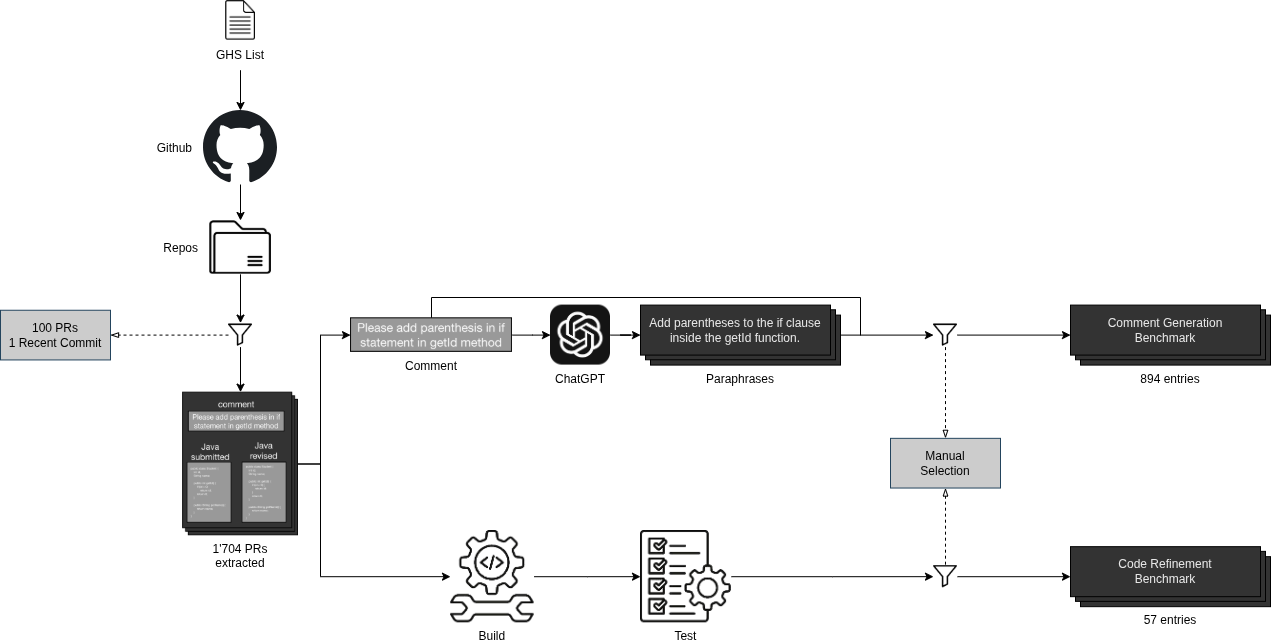 GHS List
Github
Repos
100 PRs
1 Recent Commit
comment
Please add parenthesis in if
statement in getId method
Java
submitted
Java
revised
1'704 PRs
extracted
Please add parenthesis in if
statement in getId method
Comment
ChatGPT
Add parentheses to the if clause
inside the getId function.
Paraphrases
Comment Generation
Benchmark
894 entries
Manual
Selection
Build
Test
Code Refinement
Benchmark
57 entries